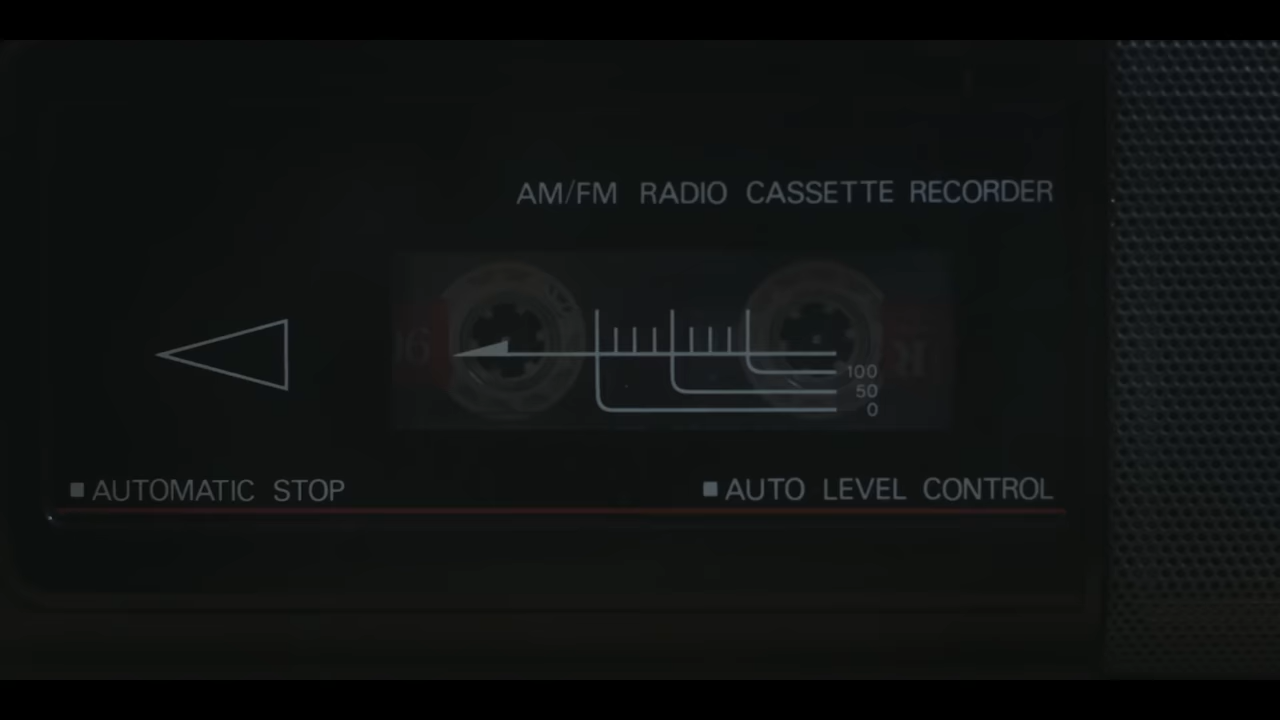 AM/FM RADIO CASSETTE RECORDER
100
50
0
■ AUTOMATIC STOP
■ AUTO LEVEL CONTROL